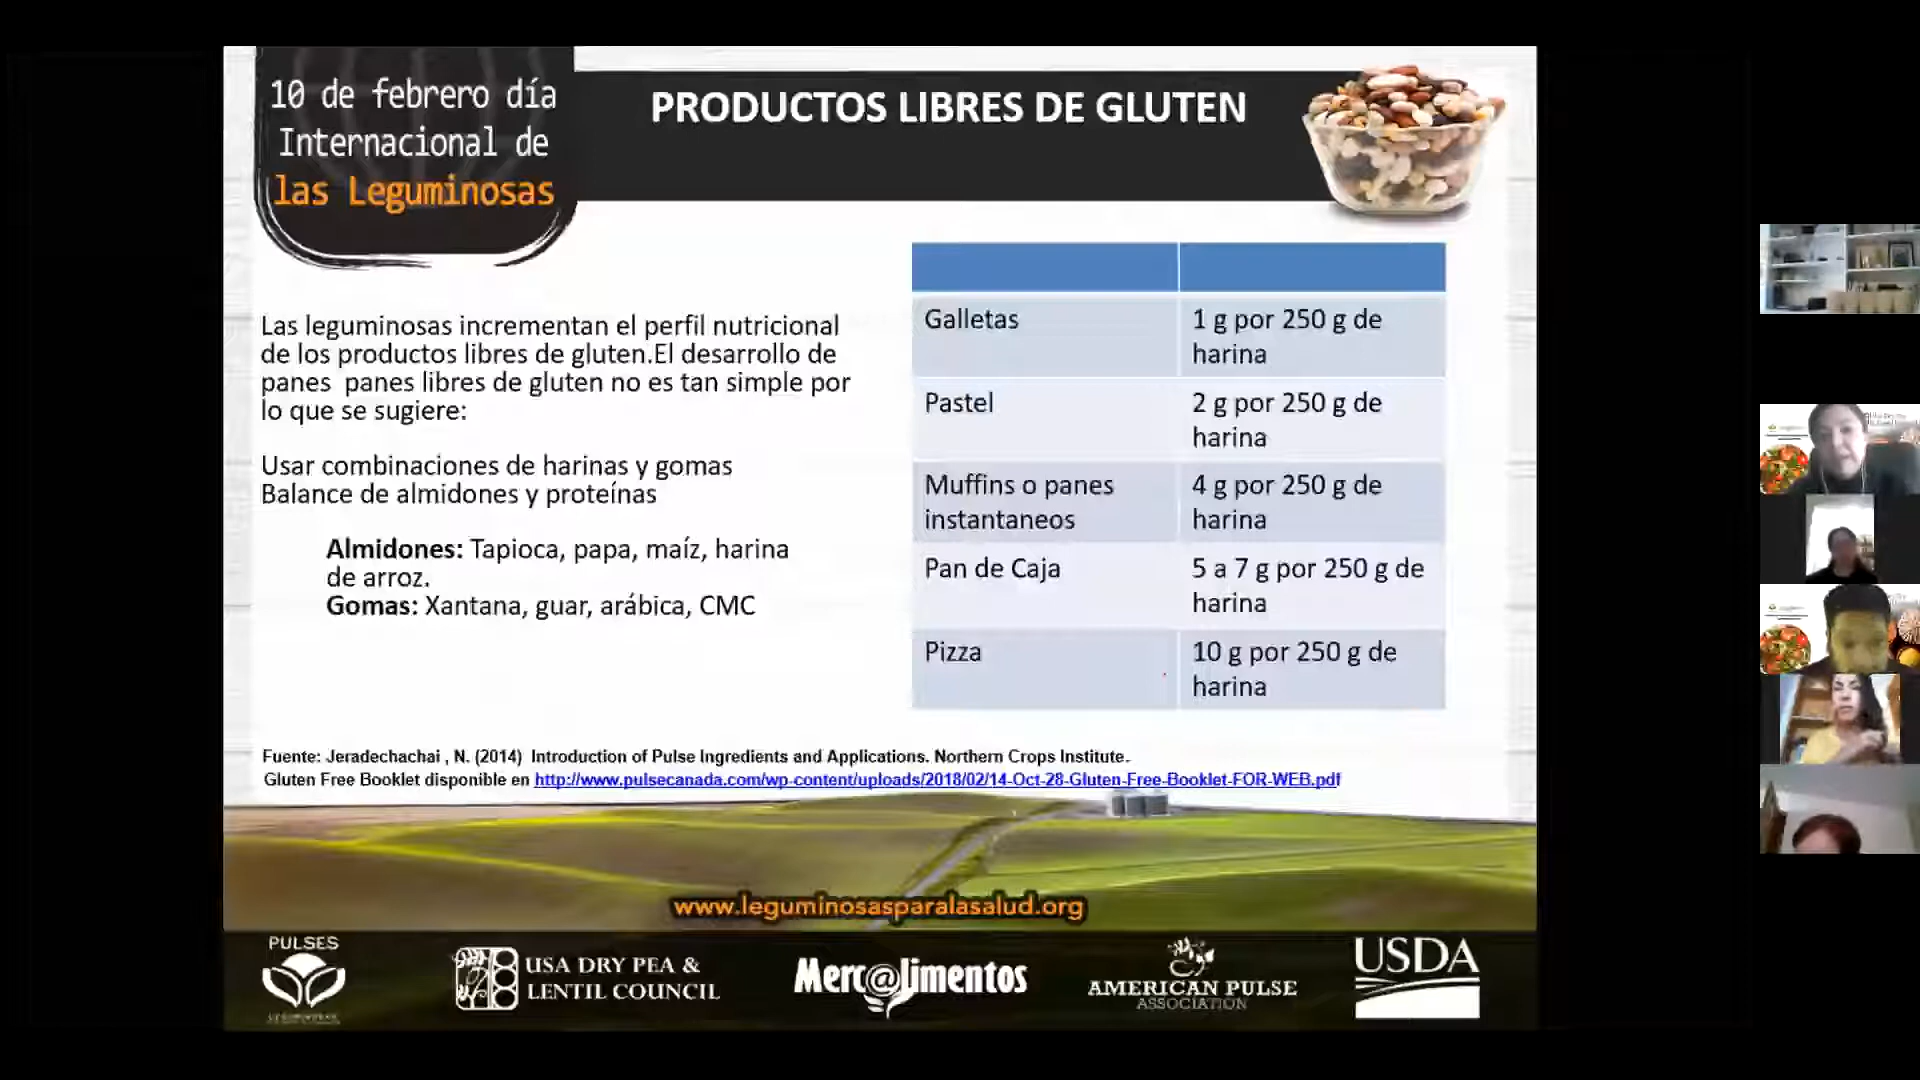 10 de febrero día
Internacional de
las Leguminosas
PRODUCTOS LIBRES DE GLUTEN
Las leguminosas incrementan el perfil nutricional
de los productos libres de gluten.El desarrollo de
panes panes libres de gluten no es tan simple por
lo que se sugiere:
Usar combinaciones de harinas y gomas
Balance de almidones y proteínas
Almidones: Tapioca, papa, maíz, harina
de arroz.
Gomas: Xantana, guar, arábica, CMC
Galletas
1 g por 250 g de
harina
Pastel
2 g por 250 g de
harina
Muffins o panes
instantaneos
4 g por 250 g de
harina
Pan de Caja
5 a 7 g por 250 g de
harina
Pizza
10 g por 250 g de
harina
Fuente: Jeradechachai , N. (2014) Introduction of Pulse Ingredients and Applications. Northern Crops Institute.
Gluten Free Booklet disponible en http://www.pulsecanada.com/wp-content/uploads/2018/02/14-Oct-28-Gluten-Free-Booklet-FOR-WEB.pdf
www.leguminosasparalasalud.org
PULSES
USA DRY PEA &
LENTIL COUNCIL
Merc@limentos
AMERICAN PULSE
ASSOCIATION
USDA